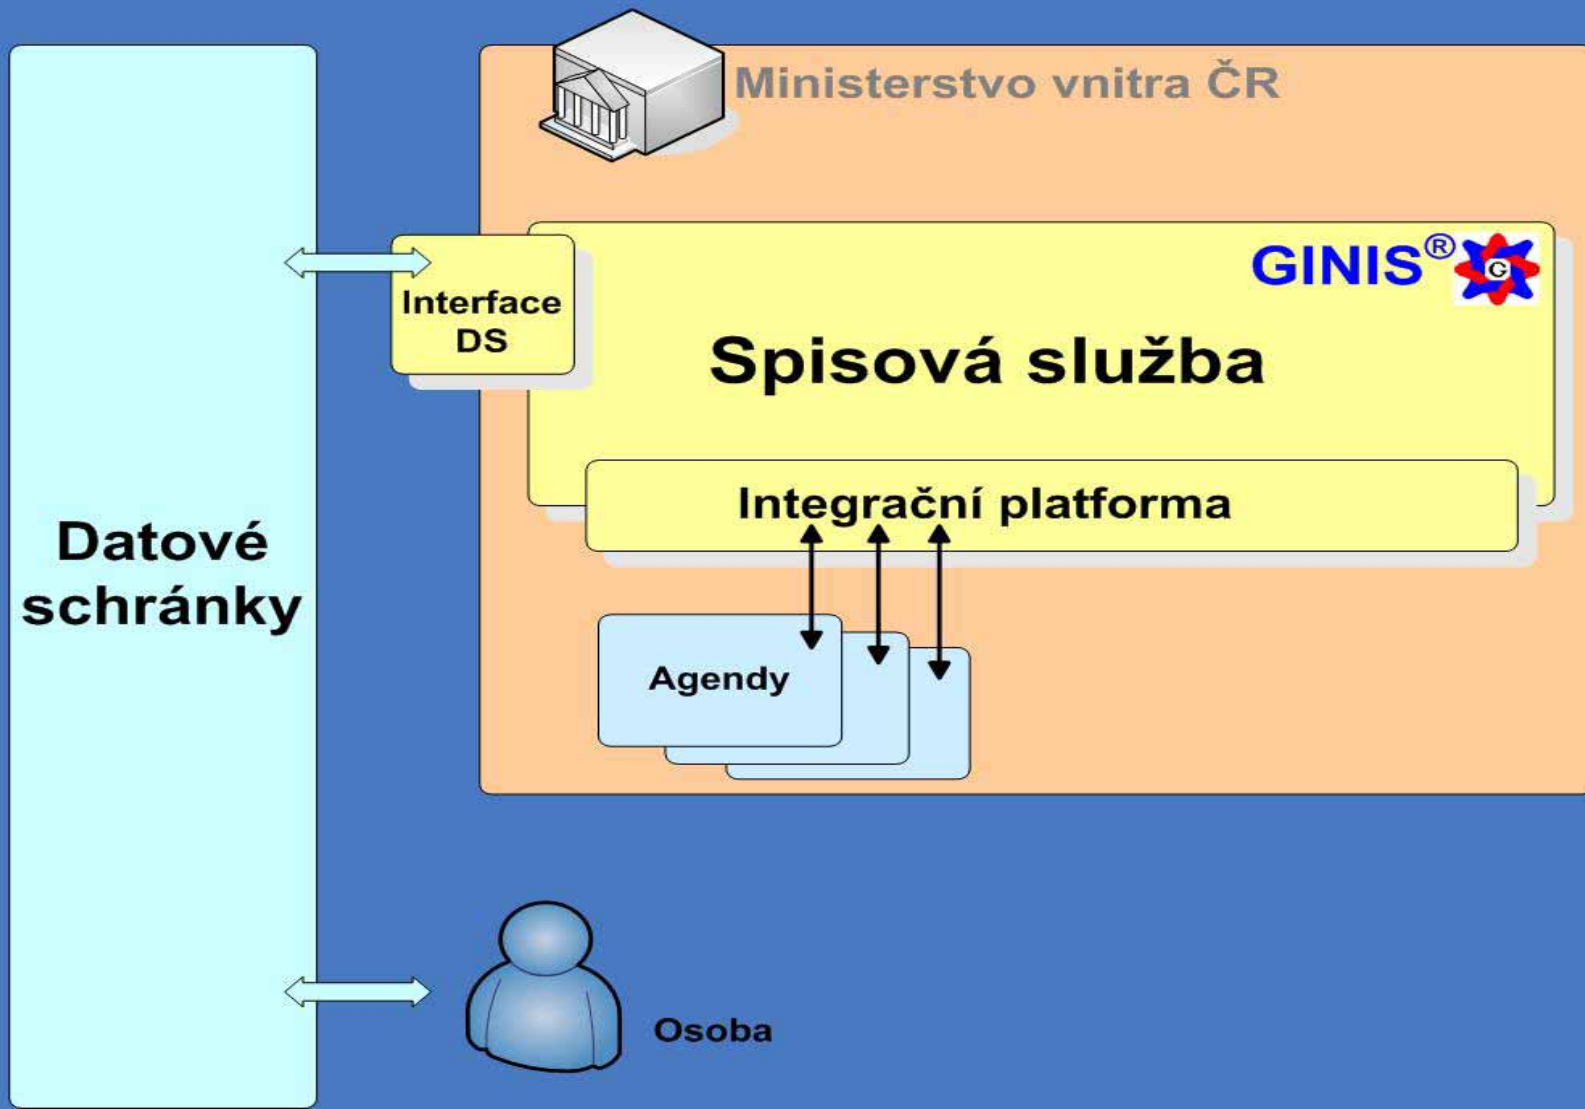 Ministerstvo vnitra ČR
GINIS®
G
Interface
DS
Spisová služba
Integrační platforma
Datové
schránky
Agendy
Osoba